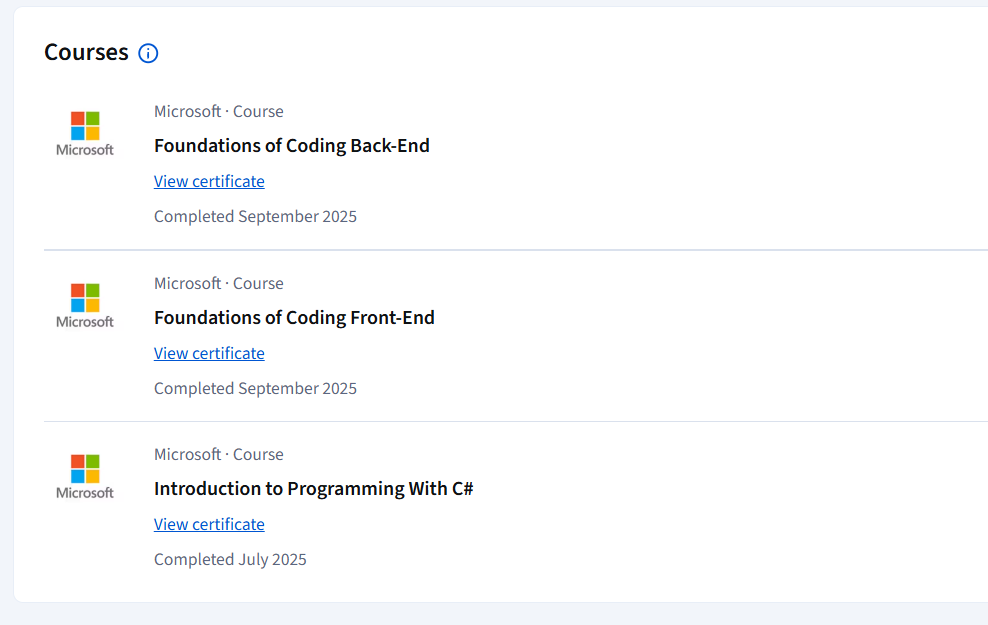 Courses
Microsoft · Course
Microsoft
Foundations of Coding Back-End
View certificate
Completed September 2025
Microsoft · Course
Microsoft
Foundations of Coding Front-End
View certificate
Completed September 2025
Microsoft · Course
Microsoft
Introduction to Programming With C#
View certificate
Completed July 2025